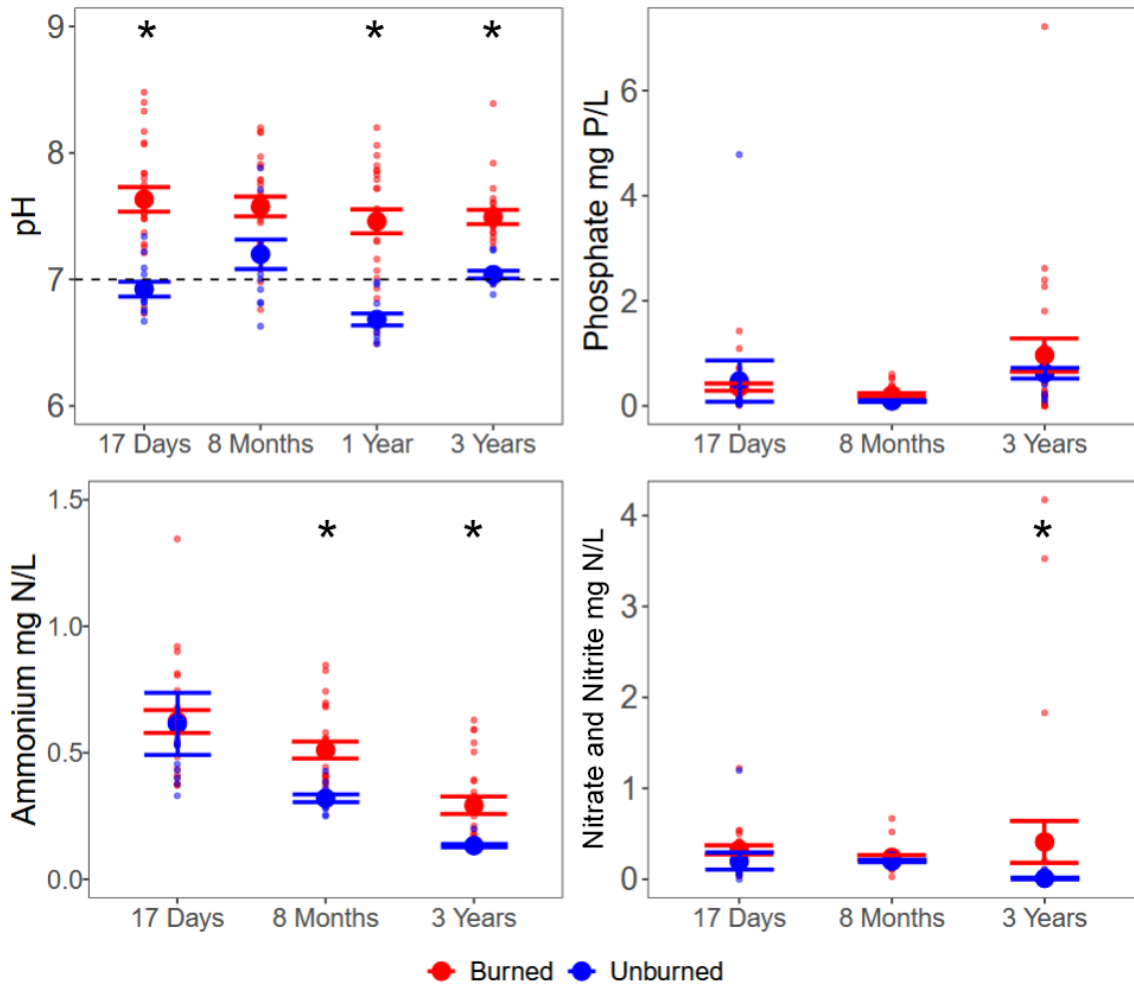 pH
9
8
7
6
* * *
17 Days 8 Months 1 Year 3 Years
Phosphate mg P/L
6
4
2
0
17 Days 8 Months 3 Years
Ammonium mg N/L
1.5
1.0
0.5
0.0
* *
17 Days 8 Months 3 Years
Nitrate and Nitrite mg N/L
4
3
2
1
0
*
17 Days 8 Months 3 Years
Burned Unburned